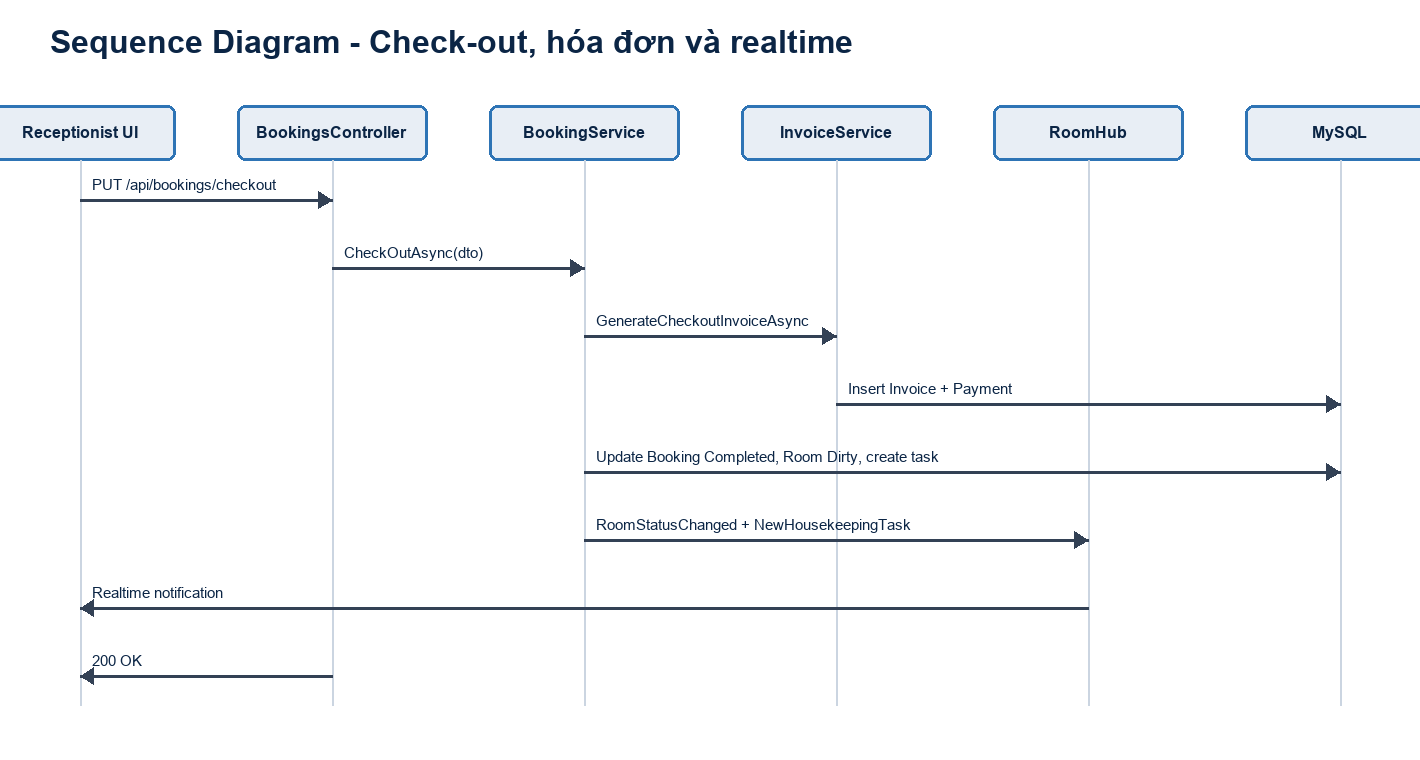 Sequence Diagram - Check-out, hóa đơn và realtime
Receptionist UI
BookingsController
BookingService
InvoiceService
RoomHub
MySQL
PUT /api/bookings/checkout
CheckOutAsync(dto)
GenerateCheckoutInvoiceAsync
Insert Invoice + Payment
Update Booking Completed, Room Dirty, create task
RoomStatusChanged + NewHousekeepingTask
Realtime notification
200 OK